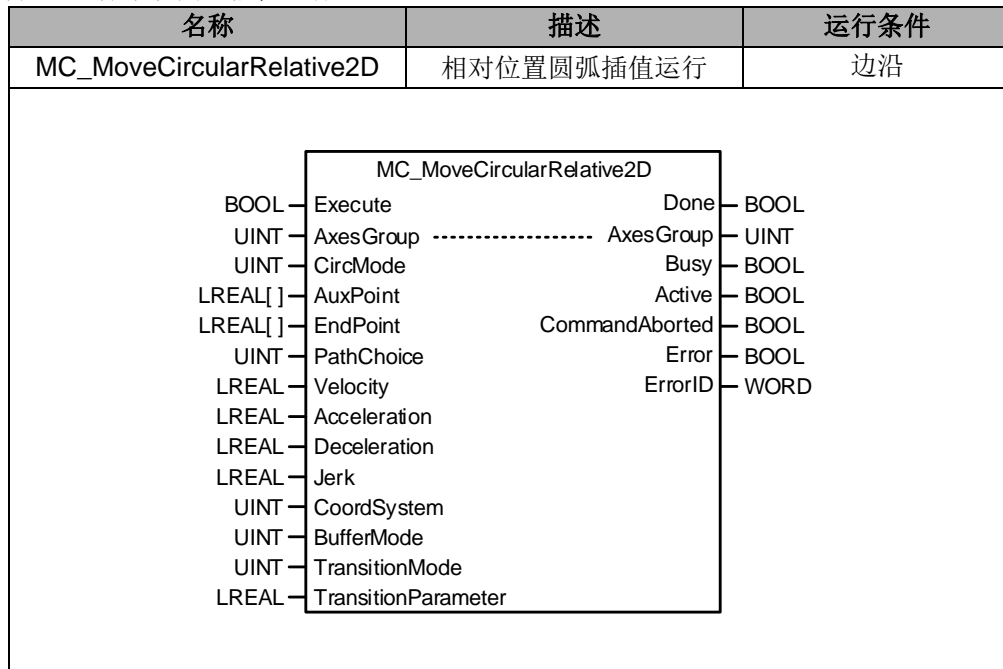 名称 描述 运行条件
MC_MoveCircularRelative2D 相对位置圆弧插值运行 边沿
MC_MoveCircularRelative2D
BOOL Execute Done BOOL
UINT AxesGroup AxesGroup UINT
UINT CircMode Busy BOOL
LREAL[ ] AuxPoint Active BOOL
LREAL[ ] EndPoint CommandAborted BOOL
UINT PathChoice Error BOOL
LREAL Velocity ErrorID WORD
LREAL Acceleration
LREAL Deceleration
LREAL Jerk
UINT CoordSystem
UINT BufferMode
UINT TransitionMode
LREAL TransitionParameter